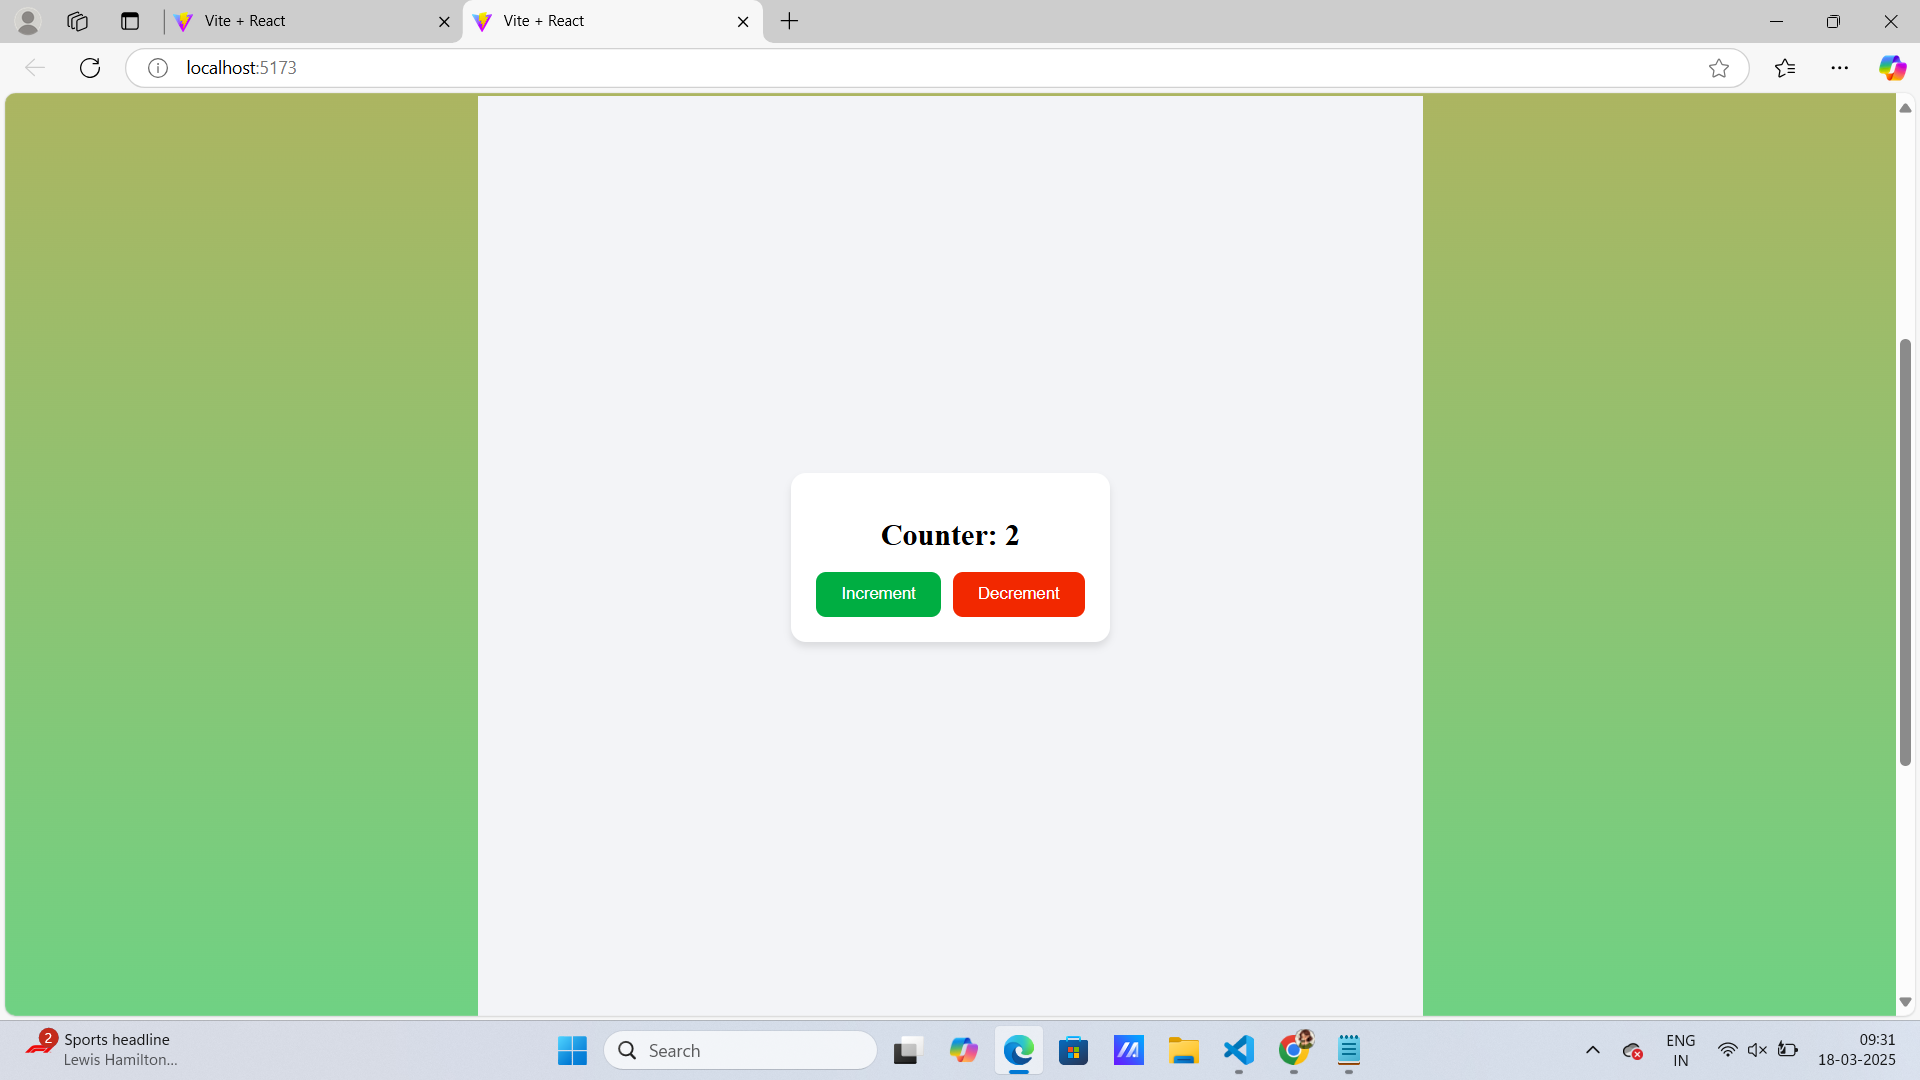 Vite + React
Vite + React
localhost:5173
Counter: 2
Increment
Decrement
2
Sports headline
Lewis Hamilton...
Search
ENG
IN
09:31
18-03-2025